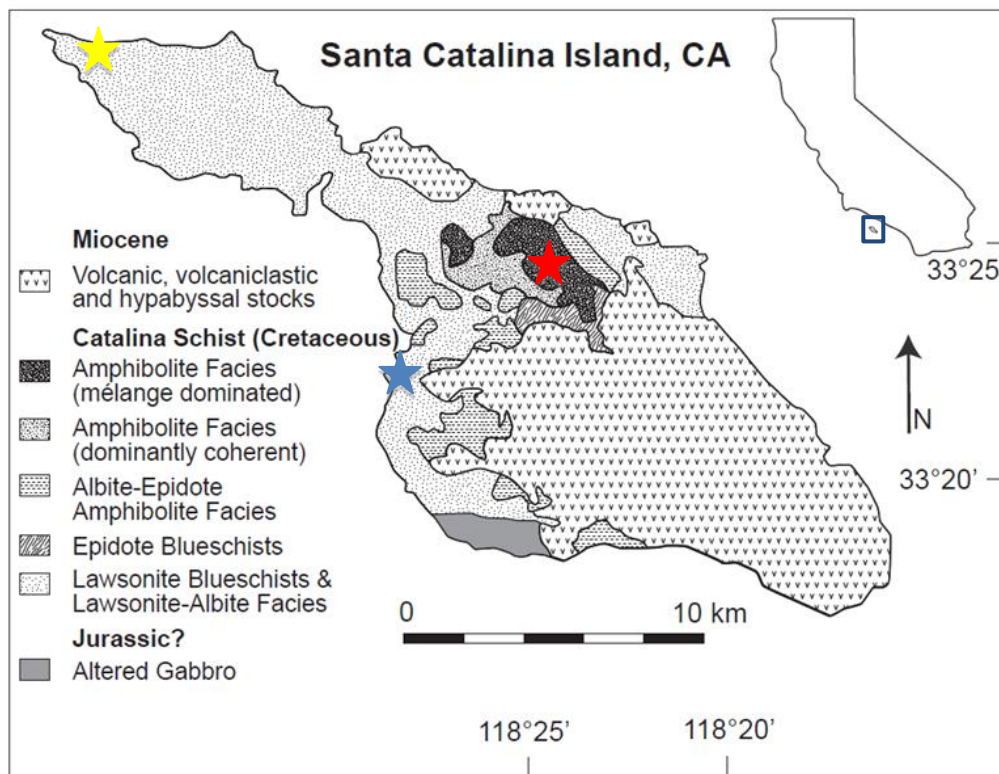 Santa Catalina Island, CA
33°25'
N
33°20'
Miocene
Volcanic, volcaniclastic
and hypabyssal stocks
Catalina Schist (Cretaceous)
Amphibolite Facies
(mélange dominated)
Amphibolite Facies
(dominantly coherent)
Albite-Epidote
Amphibolite Facies
Epidote Blueschists
Lawsonite Blueschists &
Lawsonite-Albite Facies
Jurassic?
Altered Gabbro
0 10 km
118°25' 118°20'